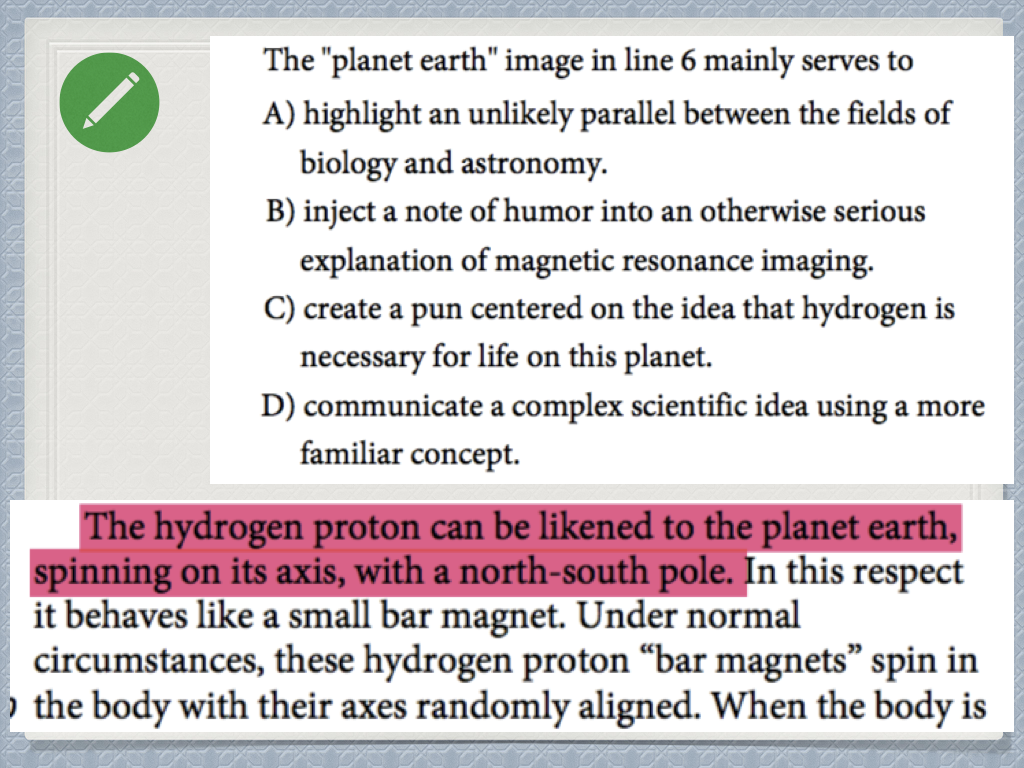 The "planet earth" image in line 6 mainly serves to
A) highlight an unlikely parallel between the fields of
biology and astronomy.
B) inject a note of humor into an otherwise serious
explanation of magnetic resonance imaging.
C) create a pun centered on the idea that hydrogen is
necessary for life on this planet.
D) communicate a complex scientific idea using a more
familiar concept.
The hydrogen proton can be likened to the planet earth,
spinning on its axis, with a north-south pole. In this respect
it behaves like a small bar magnet. Under normal
circumstances, these hydrogen proton “bar magnets” spin in
the body with their axes randomly aligned. When the body is